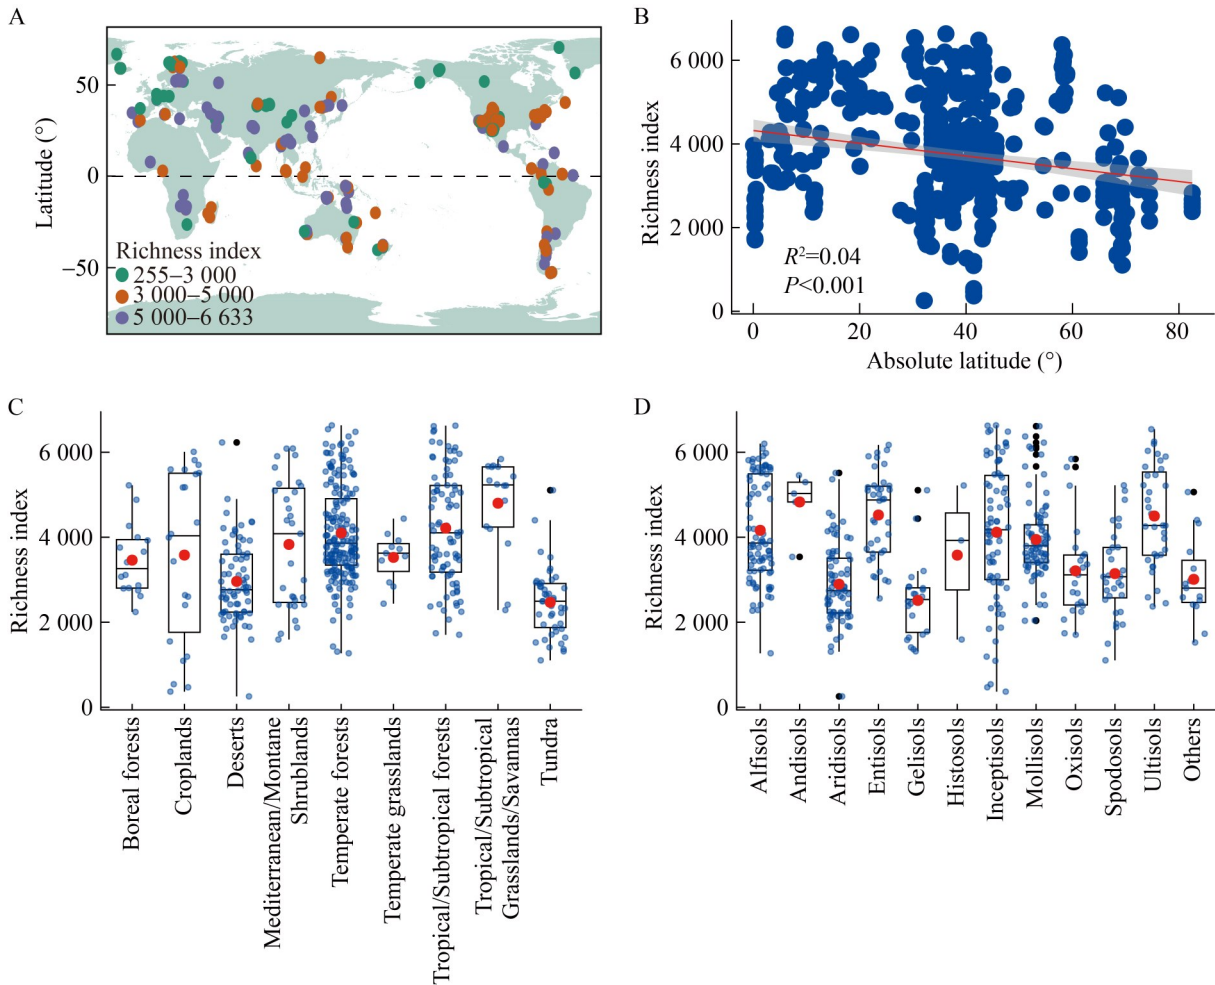 A
Latitude (°)
50
0
−50
Richness index
255–3 000
3 000–5 000
5 000–6 633
B
Richness index
6 000
4 000
2 000
0
R²=0.04
P<0.001
0 20 40 60 80
Absolute latitude (°)
C
Richness index
6 000
4 000
2 000
0
Boreal forests
Croplands
Deserts
Mediterranean/Montane
Shrublands
Temperate forests
Temperate grasslands
Tropical/Subtropical forests
Tropical/Subtropical
Grasslands/Savannas
Tundra
D
Richness index
6 000
4 000
2 000
0
Alfisols
Andisols
Aridisols
Entisols
Gelisols
Histosols
Inceptisols
Mollisols
Oxisols
Spodosols
Ultisols
Others